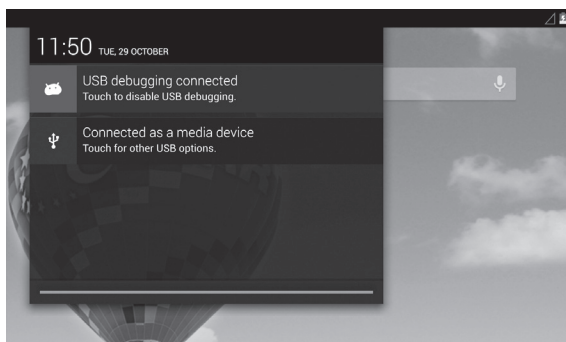 11:50 TUE, 29 OCTOBER
USB debugging connected
Touch to disable USB debugging.
Connected as a media device
Touch for other USB options.